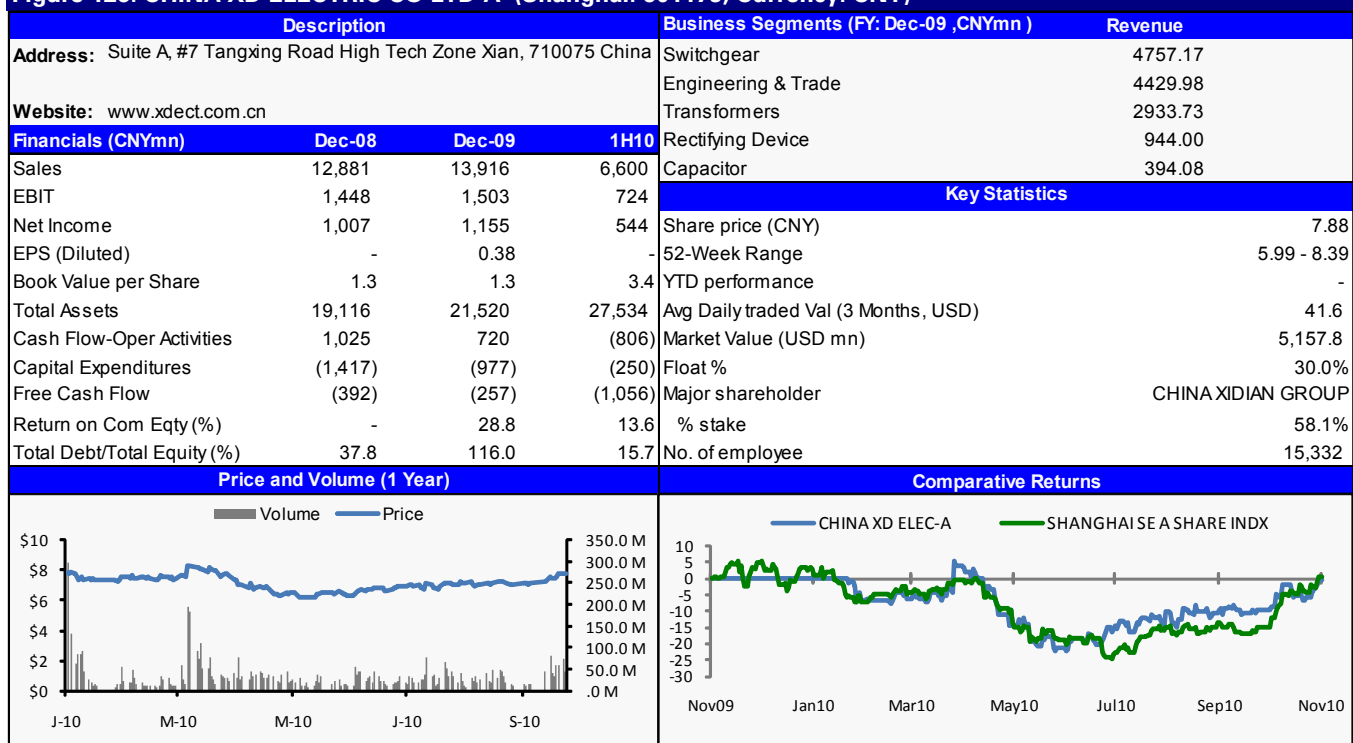 Figure CHINA XD ELECTRIC CO LTD-A (Shanghai: Currency: CNY)
Description
Address: Suite A, #7 Tangxing Road High Tech Zone Xian, 710075 China
Website: www.xdect.com.cn
Financials (CNYmn) Dec-08 Dec-09 1H10
Sales 12,881 13,916 6,600
EBIT 1,448 1,503 724
Net Income 1,007 1,155 544
EPS (Diluted) - 0.38 -
Book Value per Share 1.3 1.3 3.4
Total Assets 19,116 21,520 27,534
Cash Flow-Oper Activities 1,025 720 (806)
Capital Expenditures (1,417) (977) (250)
Free Cash Flow (392) (257) (1,056)
Return on Com Eqty (%) - 28.8 13.6
Total Debt/Total Equity (%) 37.8 116.0 15.7
Business Segments (FY: Dec-09 ,CNYmn ) Revenue
Switchgear 4757.17
Engineering & Trade 4429.98
Transformers 2933.73
Rectifying Device 944.00
Capacitor 394.08
Key Statistics
Share price (CNY) 7.88
52-Week Range 5.99 - 8.39
YTD performance -
Avg Daily traded Val (3 Months, USD) 41.6
Market Value (USD mn) 5,157.8
Float % 30.0%
Major shareholder CHINA XIDIAN GROUP
% stake 58.1%
No. of employee 15,332
Price and Volume (1 Year)
Volume Price
$10
$8
$6
$4
$2
$0
350.0 M
300.0 M
250.0 M
200.0 M
150.0 M
100.0 M
50.0 M
.0 M
J-10 M-10 M-10 J-10 S-10
Comparative Returns
CHINA XD ELEC-A SHANGHAI SE A SHARE INDX
10
5
0
-5
-10
-15
-20
-25
-30
Nov09 Jan10 Mar10 May10 Jul10 Sep10 Nov10